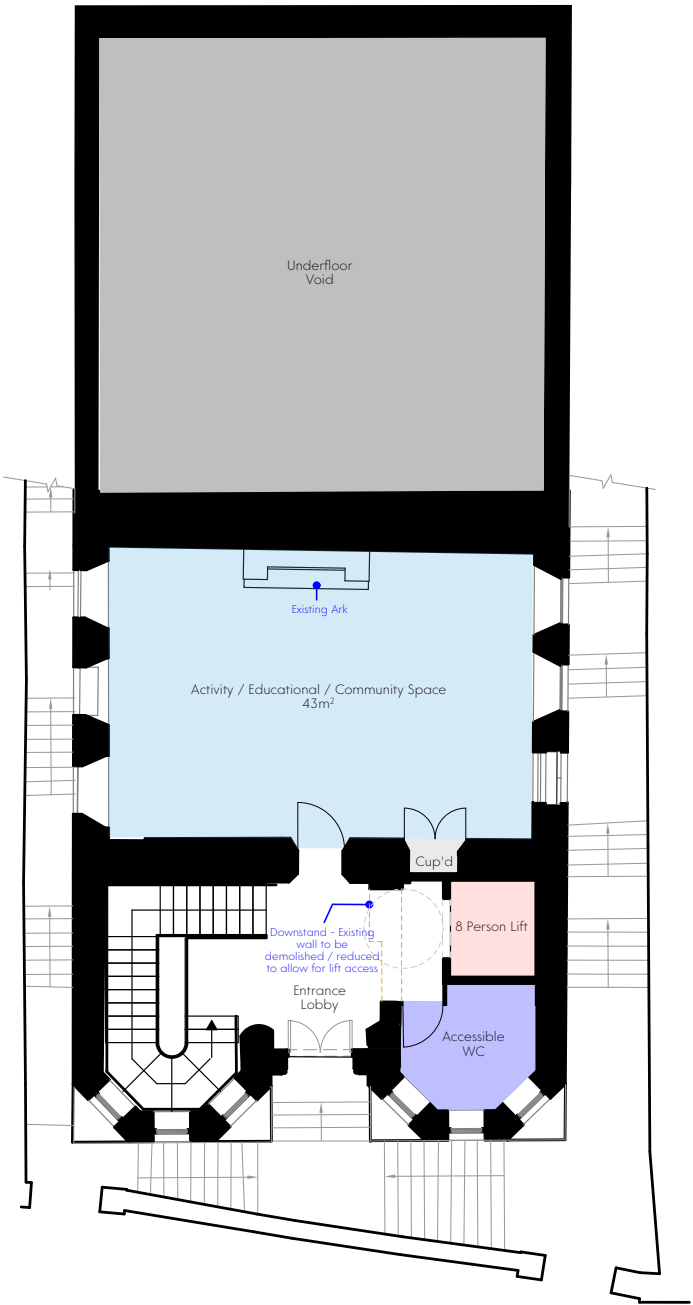 Underfloor
Void
Existing Ark
Activity / Educational / Community Space
43m²
Cup'd
8 Person Lift
Downstand - Existing
wall to be
demolished / reduced
to allow for lift access
Entrance
Lobby
Accessible
WC